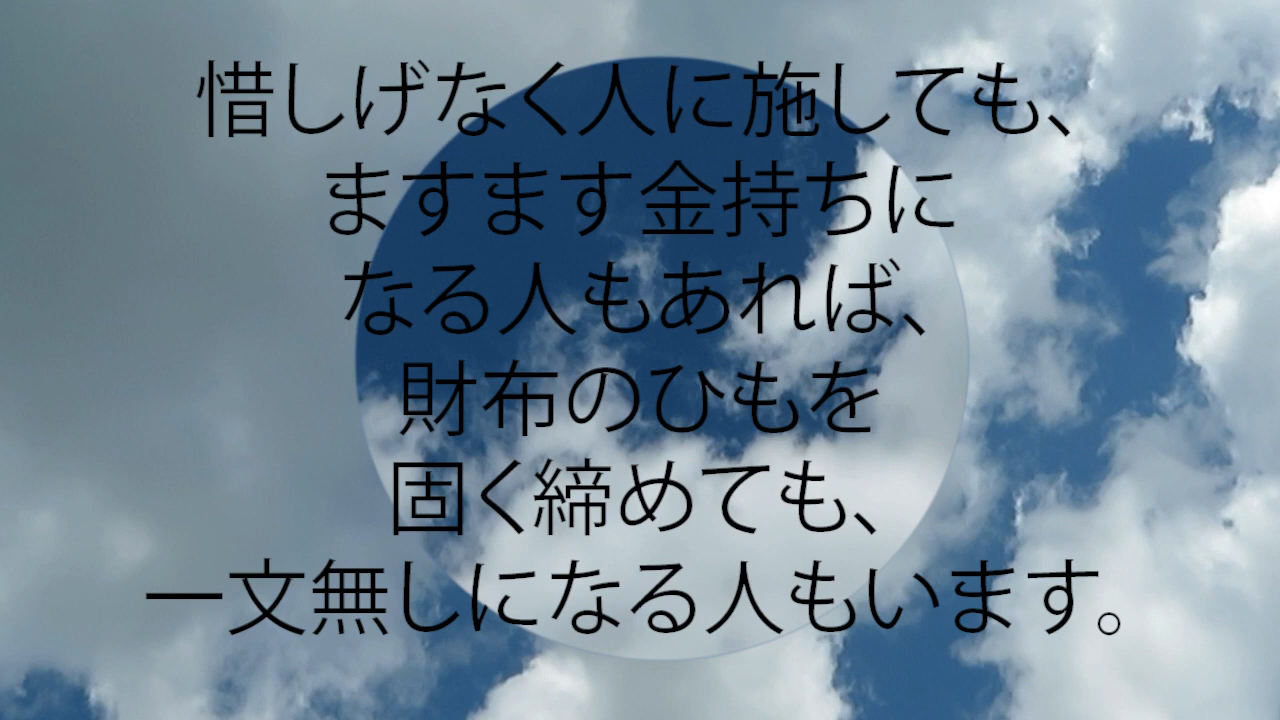 惜しげなく人に施しても、
ますます金持ちに
なる人もあれば、
財布のひもを
固く締めても、
一文無しになる人もいます。